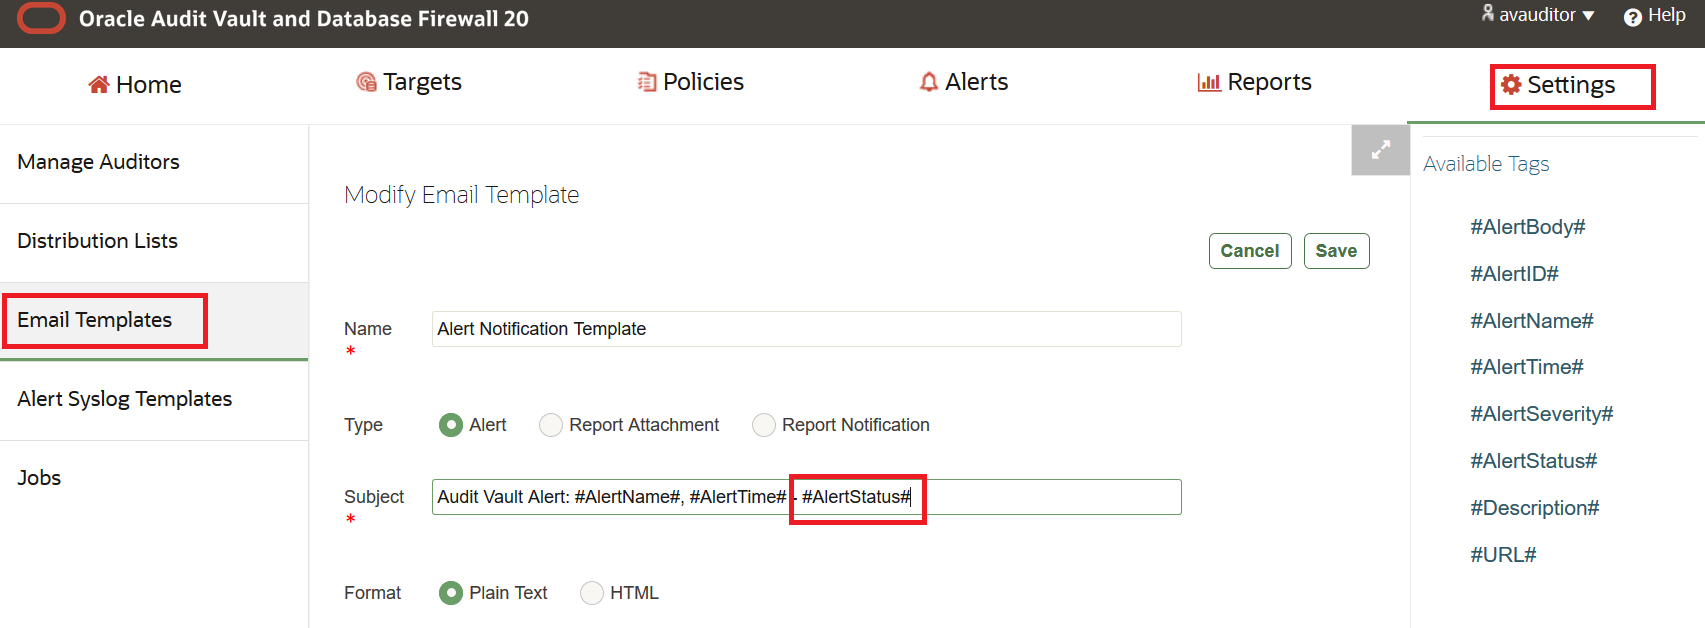 Oracle Audit Vault and Database Firewall 20
avauditor
Help
Home
Targets
Policies
Alerts
Reports
Settings
Manage Auditors
Distribution Lists
Email Templates
Alert Syslog Templates
Jobs
Modify Email Template
Cancel
Save
Name
*
Alert Notification Template
Type
Alert
Report Attachment
Report Notification
Subject
*
Audit Vault Alert: #AlertName#, #AlertTime# - #AlertStatus#
Format
Plain Text
HTML
Available Tags
#AlertBody#
#AlertID#
#AlertName#
#AlertTime#
#AlertSeverity#
#AlertStatus#
#Description#
#URL#